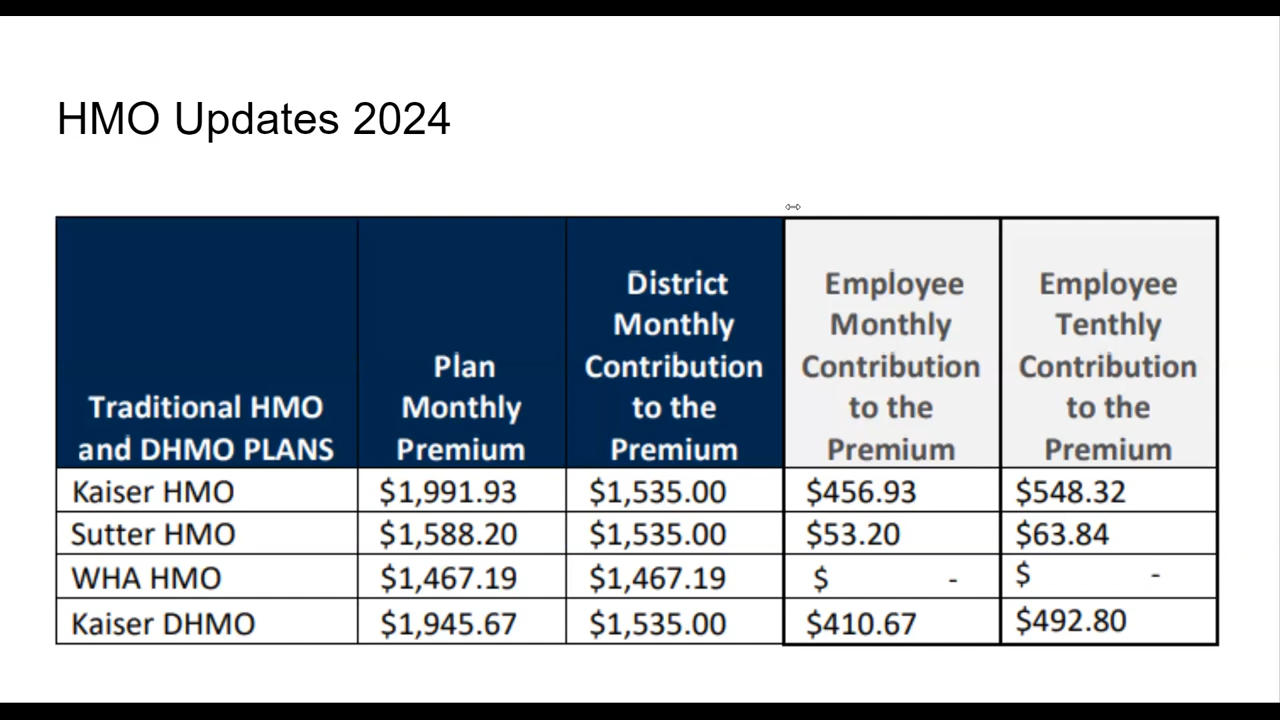 HMO Updates 2024
Traditional HMO and DHMO PLANS
Plan Monthly Premium
District Monthly Contribution to the Premium
Employee Monthly Contribution to the Premium
Employee Tenthly Contribution to the Premium
Kaiser HMO $1,991.93 $1,535.00 $456.93 $548.32
Sutter HMO $1,588.20 $1,535.00 $53.20 $63.84
WHA HMO $1,467.19 $1,467.19 $ - $ -
Kaiser DHMO $1,945.67 $1,535.00 $410.67 $492.80